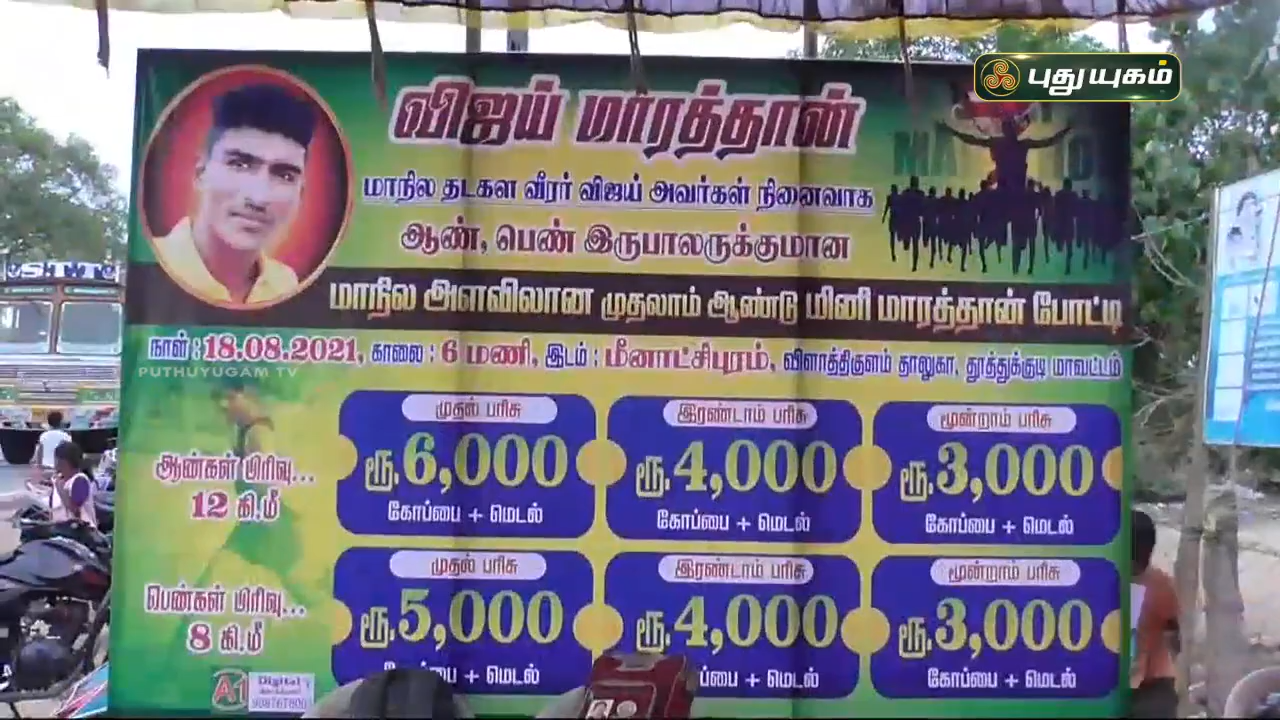 புதுயுகம்
விஜய் மாரத்தான்
மாநில தடகள வீரர் விஜய் அவர்கள் நினைவாக
ஆண், பெண் இருபாலருக்குமான
மாநில அளவிலான முதலாம் ஆண்டு மினி மாரத்தான் போட்டி
நாள் : 18.08.2021, காலை : 6 மணி, இடம் : மீனாட்சிபுரம், விளாத்திகுளம் தாலுகா, தூத்துக்குடி மாவட்டம்
PUTHUYUGAM TV
ஆண்கள் பிரிவு...
12 கி.மீ
முதல் பரிசு
ரூ.6,000
கோப்பை + மெடல்
இரண்டாம் பரிசு
ரூ.4,000
கோப்பை + மெடல்
மூன்றாம் பரிசு
ரூ.3,000
கோப்பை + மெடல்
பெண்கள் பிரிவு...
8 கி.மீ
முதல் பரிசு
ரூ.5,000
இரண்டாம் பரிசு
ரூ.4,000
+ மெடல்
மூன்றாம் பரிசு
ரூ.3,000
கோப்பை + மெடல்
A1 Digital